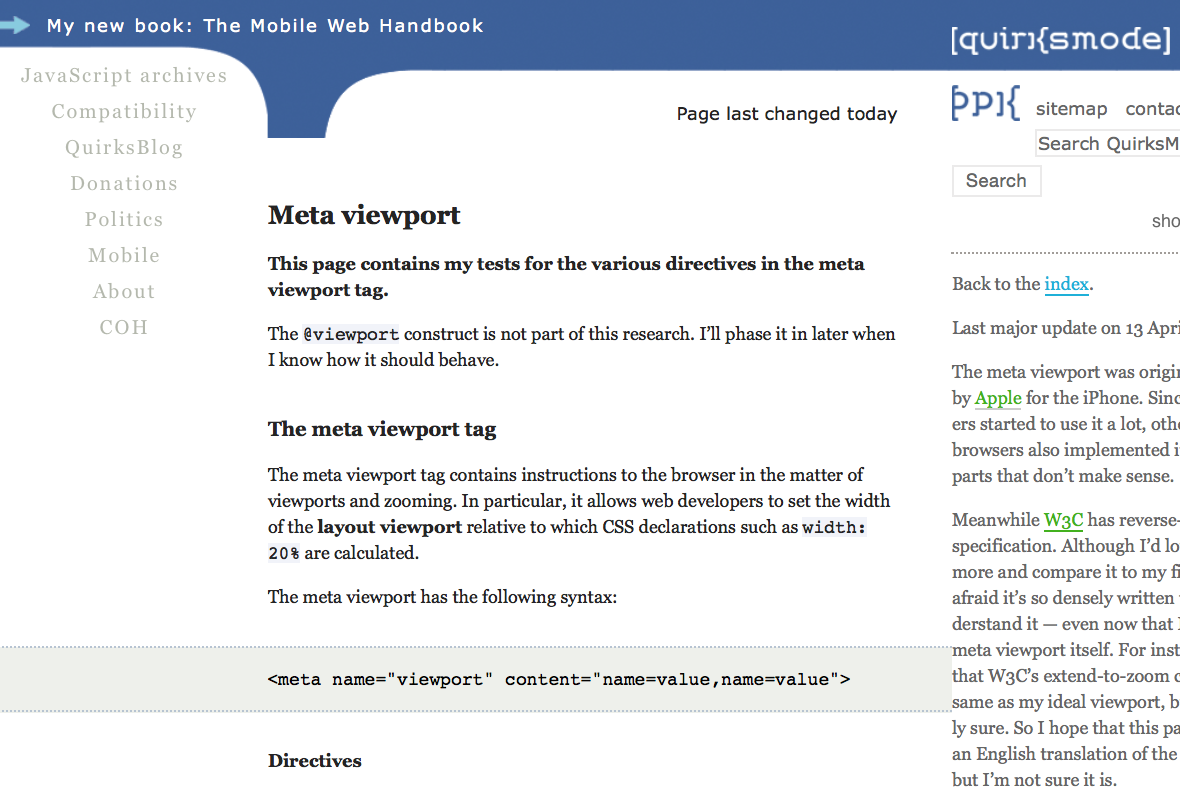 My new book: The Mobile Web Handbook
JavaScript archives
Compatibility
QuirksBlog
Donations
Politics
Mobile
About
COH
Page last changed today
Meta viewport
This page contains my tests for the various directives in the meta
viewport tag.
The @viewport construct is not part of this research. I’ll phase it in later when
I know how it should behave.
The meta viewport tag
The meta viewport tag contains instructions to the browser in the matter of
viewports and zooming. In particular, it allows web developers to set the width
of the layout viewport relative to which CSS declarations such as width:
20% are calculated.
The meta viewport has the following syntax:
<meta name="viewport" content="name=value,name=value">
Directives
[quirksmode]
ppk
sitemap contac
Search QuirksM
Search
sho
Back to the index.
Last major update on 13 Apri
The meta viewport was origin
by Apple for the iPhone. Sinc
ers started to use it a lot, othe
browsers also implemented i
parts that don’t make sense.
Meanwhile W3C has reverse-
specification. Although I’d lo
more and compare it to my fi
afraid it’s so densely written
derstand it — even now that I
meta viewport itself. For inst
that W3C’s extend-to-zoom c
same as my ideal viewport, b
ly sure. So I hope that this pa
an English translation of the
but I’m not sure it is.